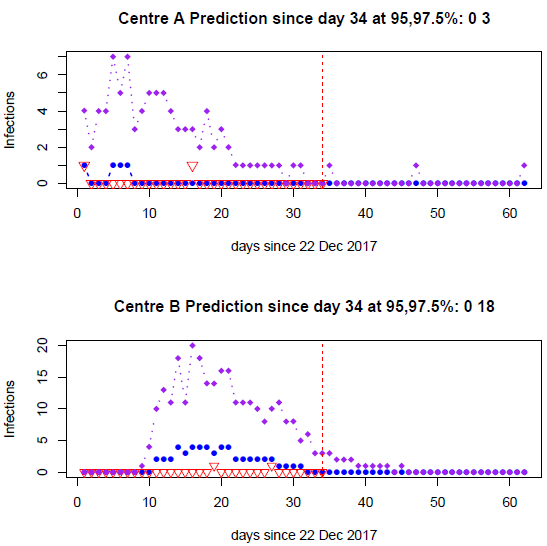 Centre A Prediction since day 34 at 95,97.5%: 0 3
Infections
6
4
2
0
0 10 20 30 40 50 60
days since 22 Dec 2017
Centre B Prediction since day 34 at 95,97.5%: 0 18
Infections
20
15
10
5
0
0 10 20 30 40 50 60
days since 22 Dec 2017